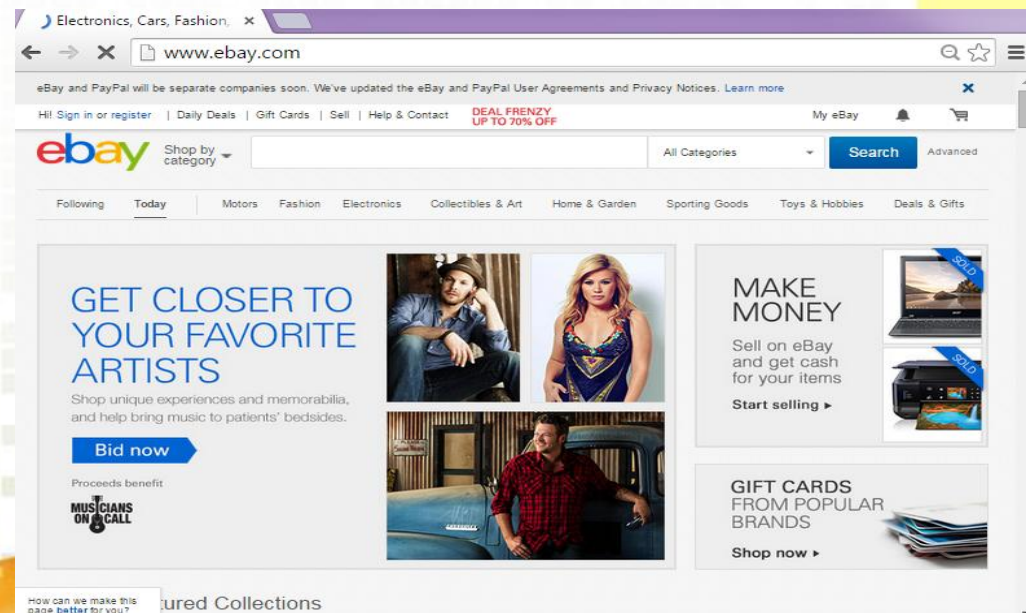 Electronics, Cars, Fashion,
www.ebay.com
eBay and PayPal will be separate companies soon. We've updated the eBay and PayPal User Agreements and Privacy Notices. Learn more
Hi! Sign in or register | Daily Deals | Gift Cards | Sell | Help & Contact
DEAL FRENZY
UP TO 70% OFF
My eBay
ebay
Shop by
category
All Categories
Search
Advanced
Following Today Motors Fashion Electronics Collectibles & Art Home & Garden Sporting Goods Toys & Hobbies Deals & Gifts
GET CLOSER TO
YOUR FAVORITE
ARTISTS
Shop unique experiences and memorabilia,
and help bring music to patients' bedsides.
Bid now
Proceeds benefit
MUSICIANS
ON CALL
MAKE
MONEY
Sell on eBay
and get cash
for your items
Start selling
SOLD
SOLD
GIFT CARDS
FROM POPULAR
BRANDS
Shop now
How can we make this
page better for you?
tured Collections